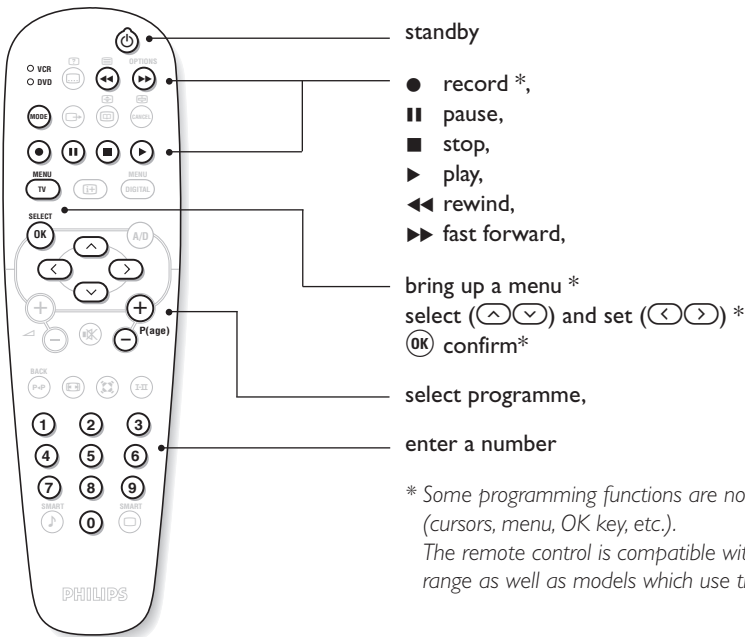 standby
VCR
DVD
?
OPTIONS
MODE
CANCEL
● record *,
II pause,
■ stop,
► play,
◄◄ rewind,
►► fast forward,
MENU
TV
i+
MENU
DIGITAL
SELECT
OK
A/D
bring up a menu *
select (^ v) and set (< >) *
OK confirm*
P(age)
select programme,
BACK
P◂P
I-II
enter a number
1 2 3
4 5 6
7 8 9
SMART
0
SMART
PHILIPS
* Some programming functions are no
(cursors, menu, OK key, etc.).
The remote control is compatible
range as well as models which use